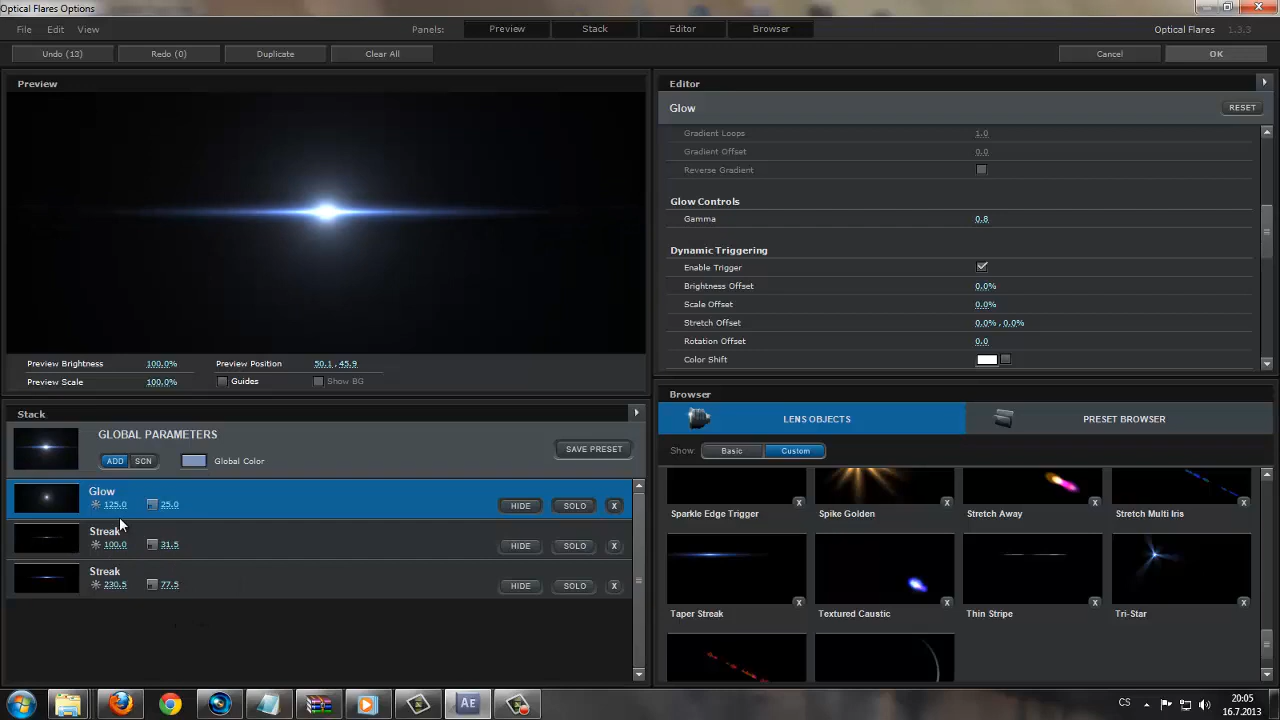 Optical Flares Options
File Edit View Panels: Preview Stack Editor Browser Optical Flares 1.3.3
Undo (13) Redo (0) Duplicate Clear All Cancel OK
Preview
Preview Brightness 100.0% Preview Position 50.1 , 45.9
Preview Scale 100.0% Guides Show BG
Stack
GLOBAL PARAMETERS
ADD SCN Global Color SAVE PRESET
Glow
125.0 25.0 HIDE SOLO X
Streak
100.0 31.5 HIDE SOLO X
Streak
230.5 77.5 HIDE SOLO X
Editor
Glow RESET
Gradient Loops 1.0
Gradient Offset 0.0
Reverse Gradient
Glow Controls
Gamma 0.8
Dynamic Triggering
Enable Trigger
Brightness Offset 0.0%
Scale Offset 0.0%
Stretch Offset 0.0% , 0.0%
Rotation Offset 0.0
Color Shift
Browser
LENS OBJECTS PRESET BROWSER
Show: Basic Custom
X X X X
Sparkle Edge Trigger Spike Golden Stretch Away Stretch Multi Iris
X X X X
Taper Streak Textured Caustic Thin Stripe Tri-Star
Ae CS 20:05
16.7.2013